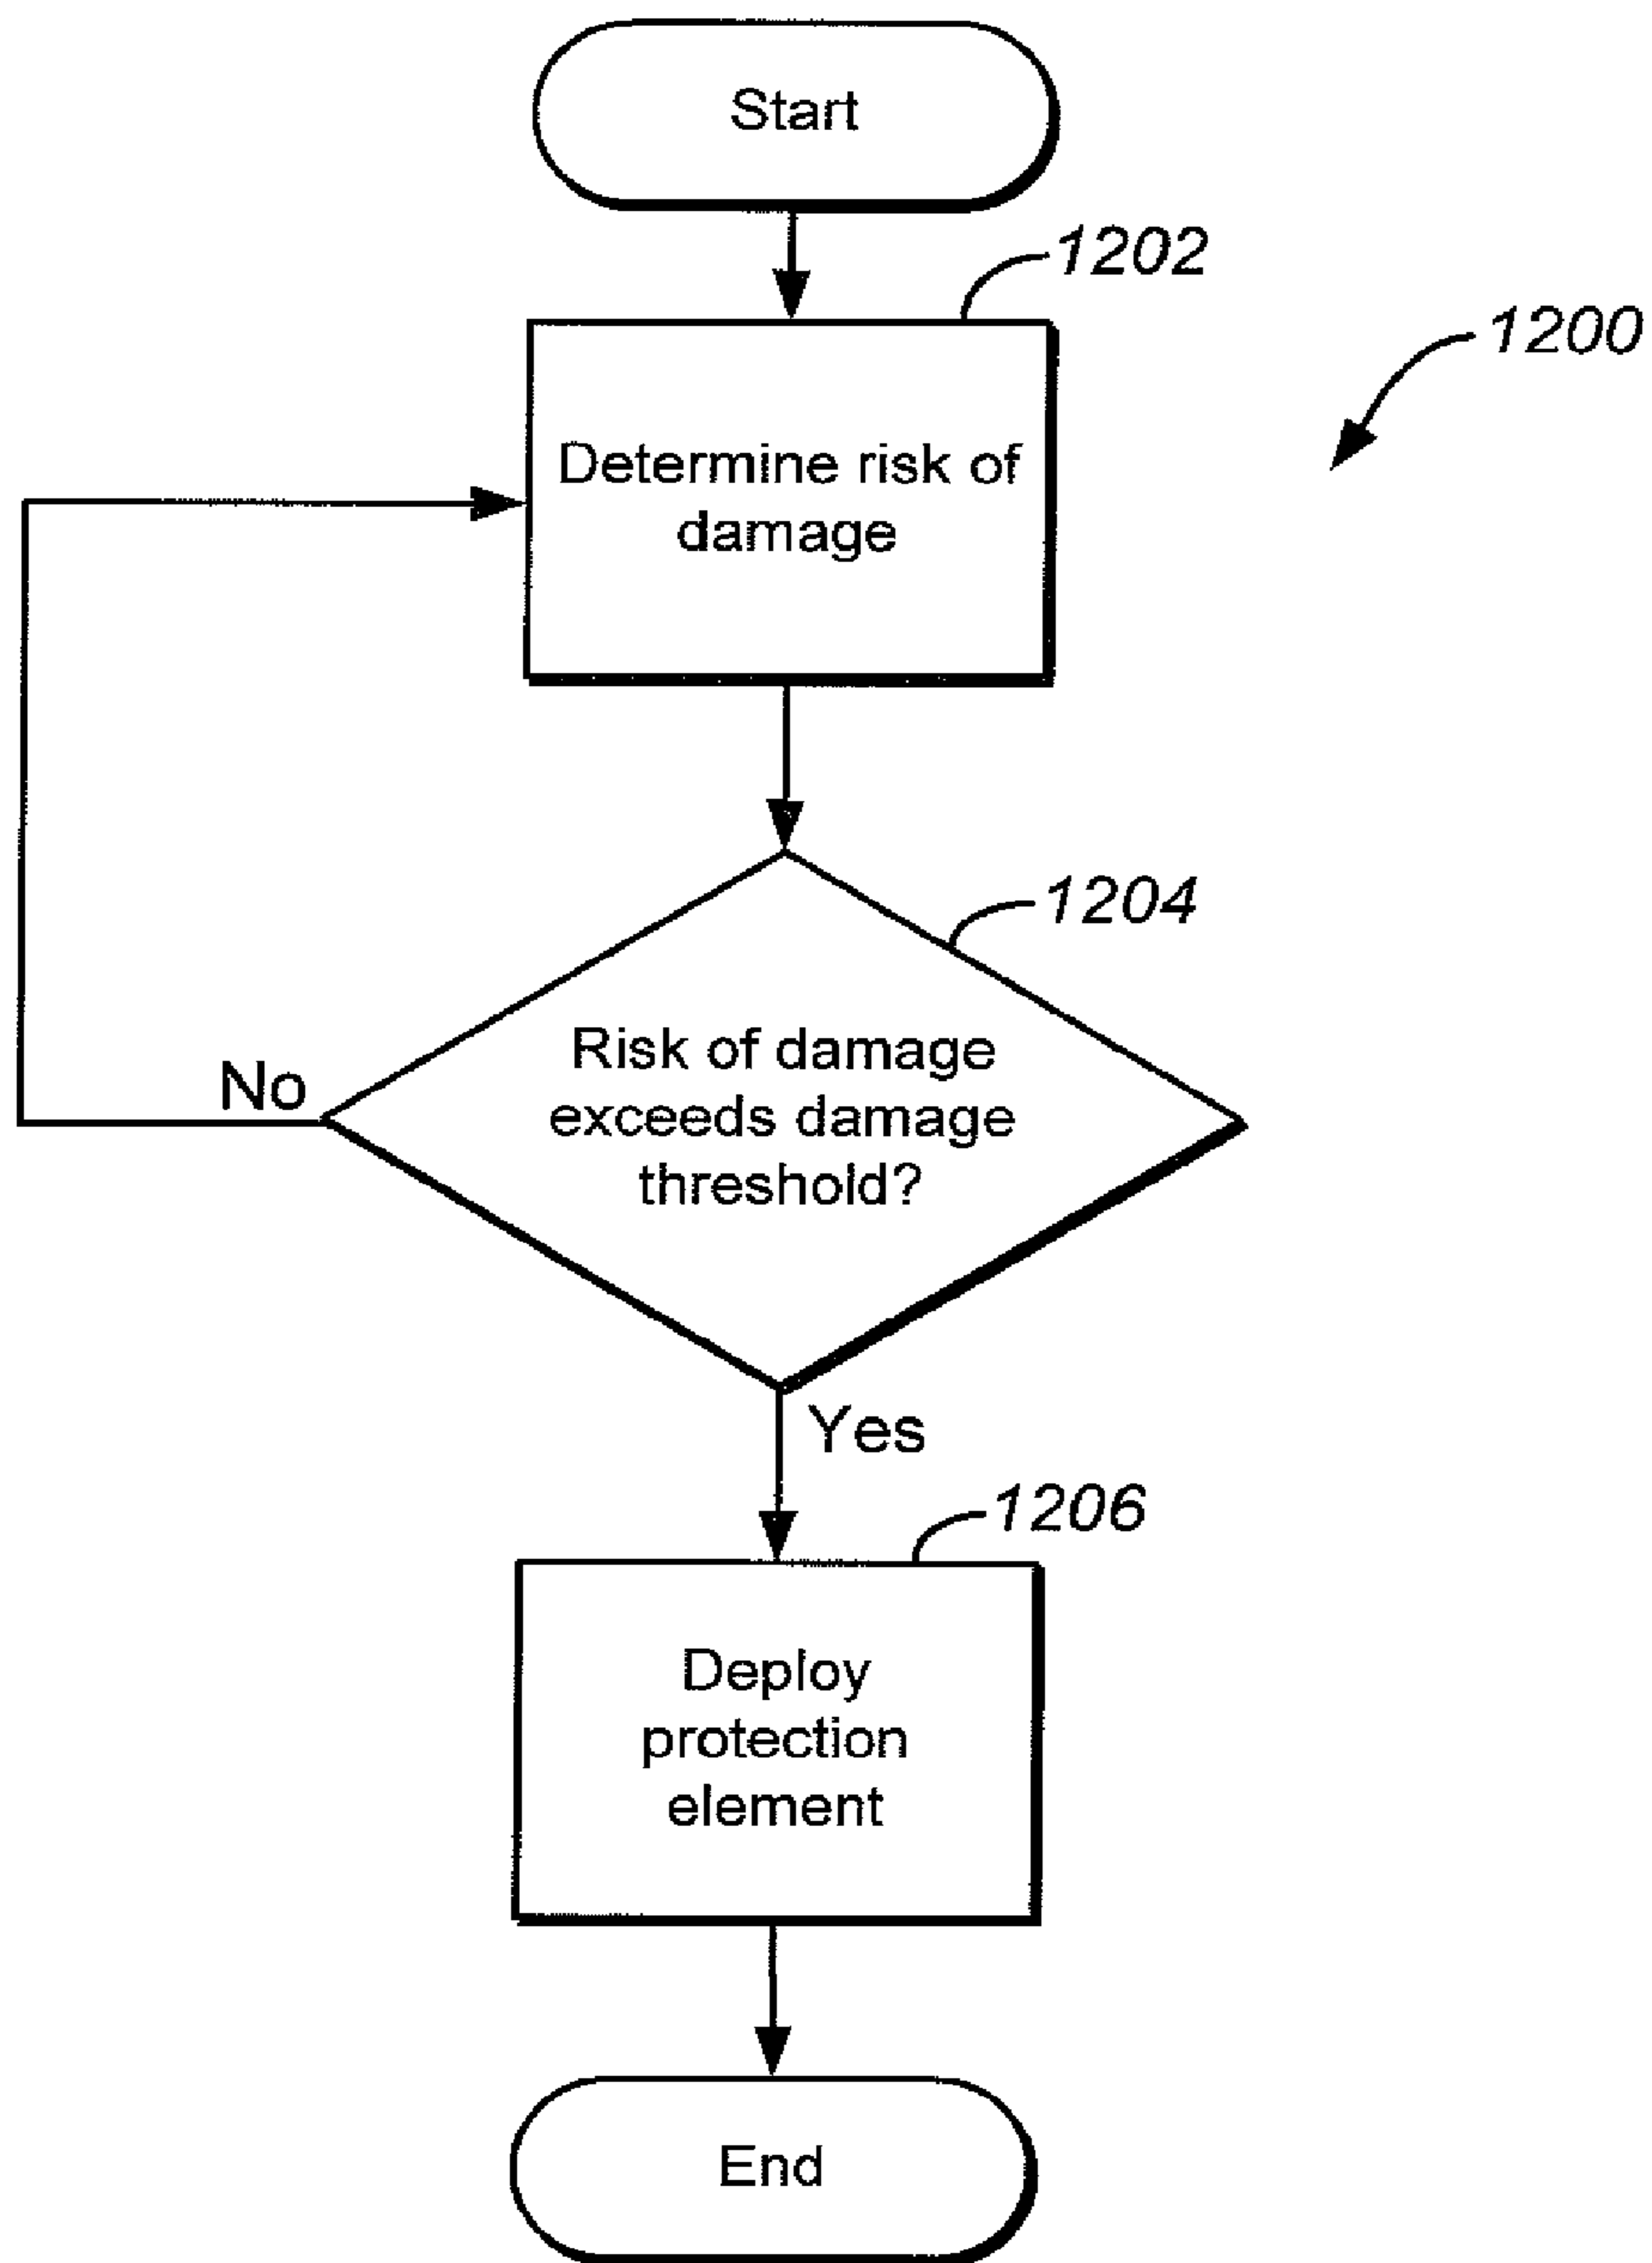 Start
1202
1200
Determine risk of
damage
1204
Risk of damage
exceeds damage
threshold?
No
Yes
1206
Deploy
protection
element
End